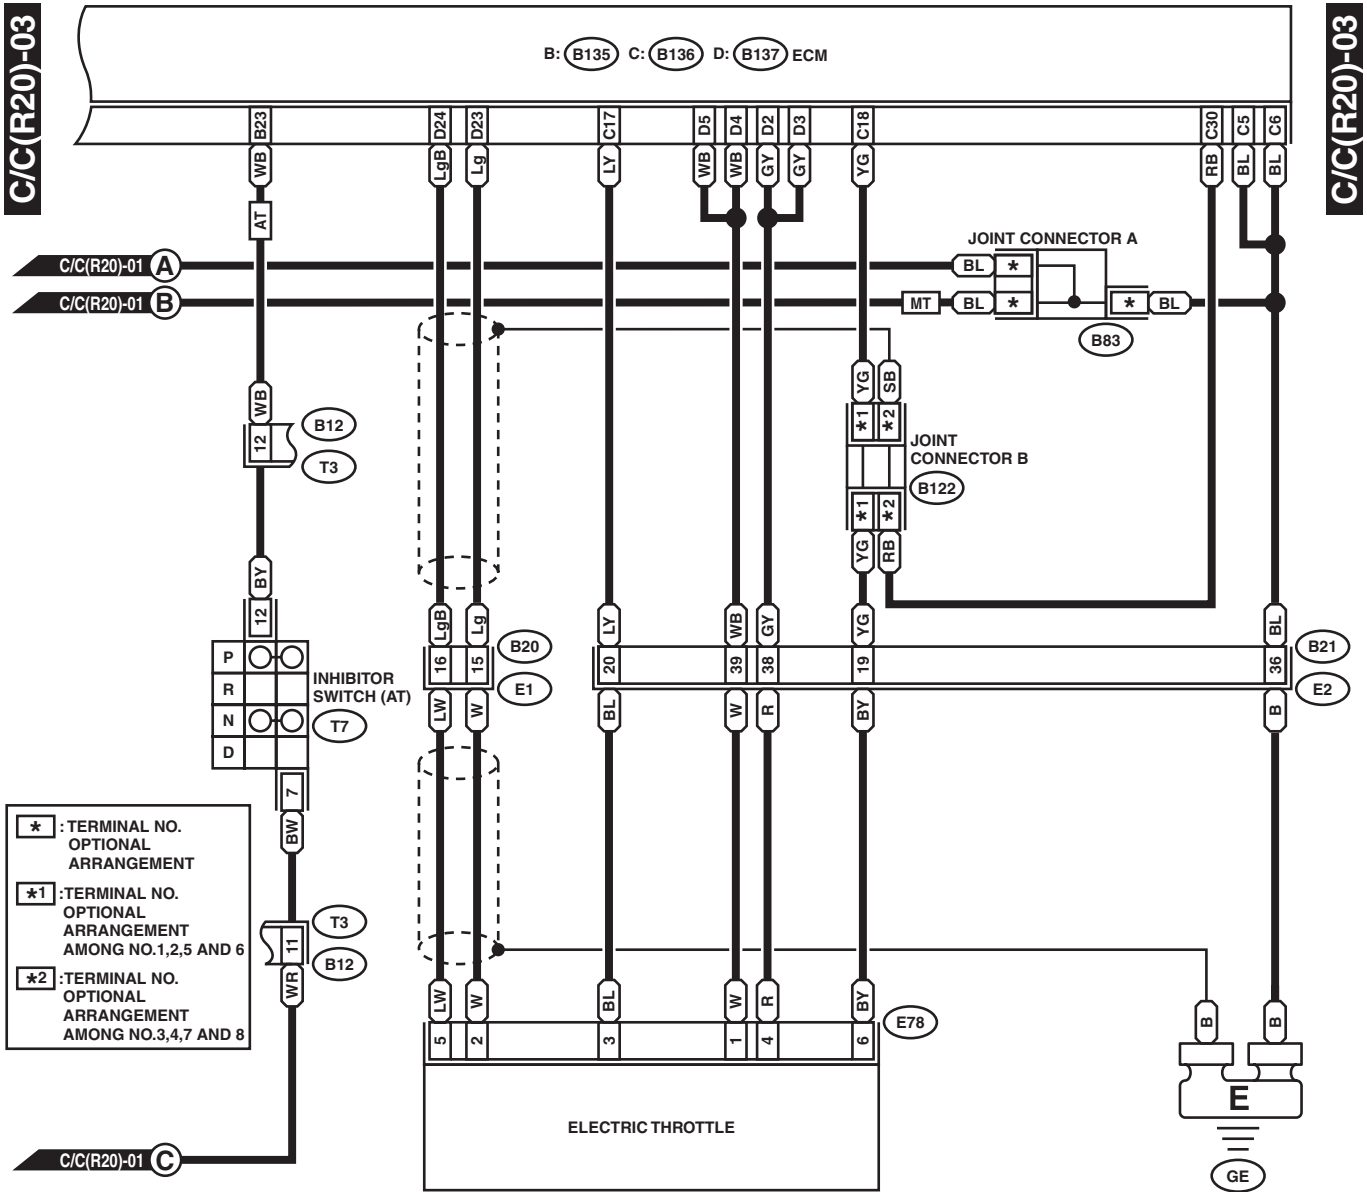 C/C(R20)-03
C/C(R20)-03
B: B135 C: B136 D: B137 ECM
B23 D24 D23 C17 D5 D4 D2 D3 C18 C30 C5 C6
WB LgB Lg LY WB WB GY GY YG RB BL BL
AT
JOINT CONNECTOR A
C/C(R20)-01 A BL *
C/C(R20)-01 B MT BL * * BL
B83
YG SB
WB
*1 *2
B12
12
JOINT
CONNECTOR B
T3
B122
*1 *2
YG RB
BY
12
LgB Lg LY WB GY YG BL
B20 B21
P
16 15 20 39 38 19 36
INHIBITOR
SWITCH (AT)
R
E1 E2
LW W BL W R BY B
N
T7
D
7
BW
* : TERMINAL NO.
OPTIONAL
ARRANGEMENT
*1 :TERMINAL NO.
OPTIONAL
ARRANGEMENT
AMONG NO.1,2,5 AND 6
*2 :TERMINAL NO.
OPTIONAL
ARRANGEMENT
AMONG NO.3,4,7 AND 8
T3
11
B12
WR
LW W BL W R BY
B B
E78
5 2 3 1 4 6
E
ELECTRIC THROTTLE
C/C(R20)-01 C
GE